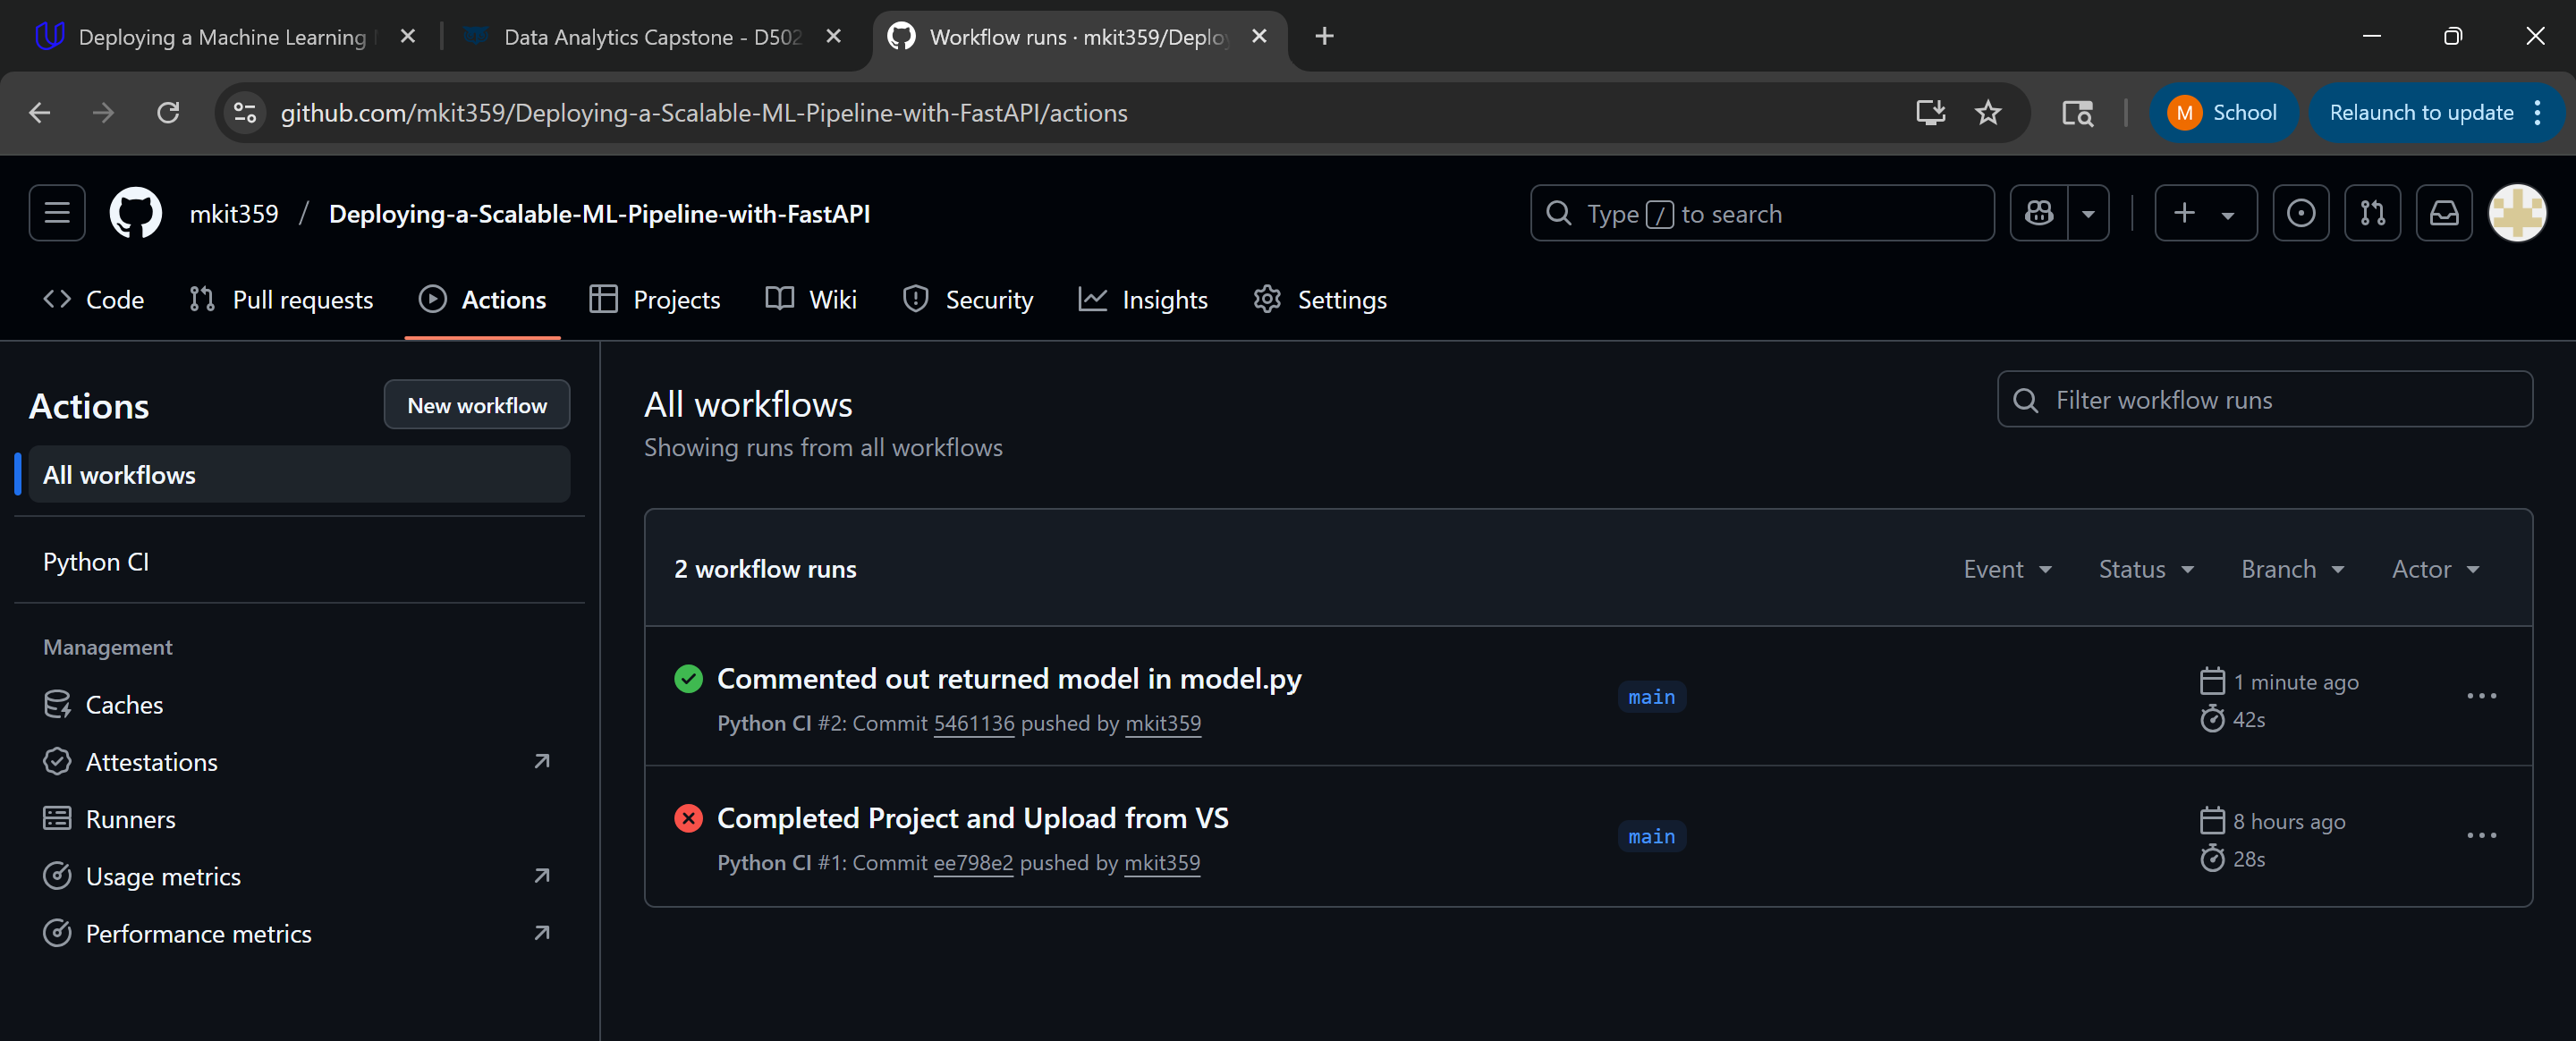 Deploying a Machine Learning
Data Analytics Capstone - D502
Workflow runs · mkit359/Deploy
github.com/mkit359/Deploying-a-Scalable-ML-Pipeline-with-FastAPI/actions
M School
Relaunch to update
mkit359 / Deploying-a-Scalable-ML-Pipeline-with-FastAPI
Type / to search
Code
Pull requests
Actions
Projects
Wiki
Security
Insights
Settings
Actions
New workflow
All workflows
Python CI
Management
Caches
Attestations
Runners
Usage metrics
Performance metrics
All workflows
Showing runs from all workflows
Filter workflow runs
2 workflow runs
Event
Status
Branch
Actor
Commented out returned model in model.py
Python CI #2: Commit 5461136 pushed by mkit359
main
1 minute ago
42s
Completed Project and Upload from VS
Python CI #1: Commit ee798e2 pushed by mkit359
main
8 hours ago
28s